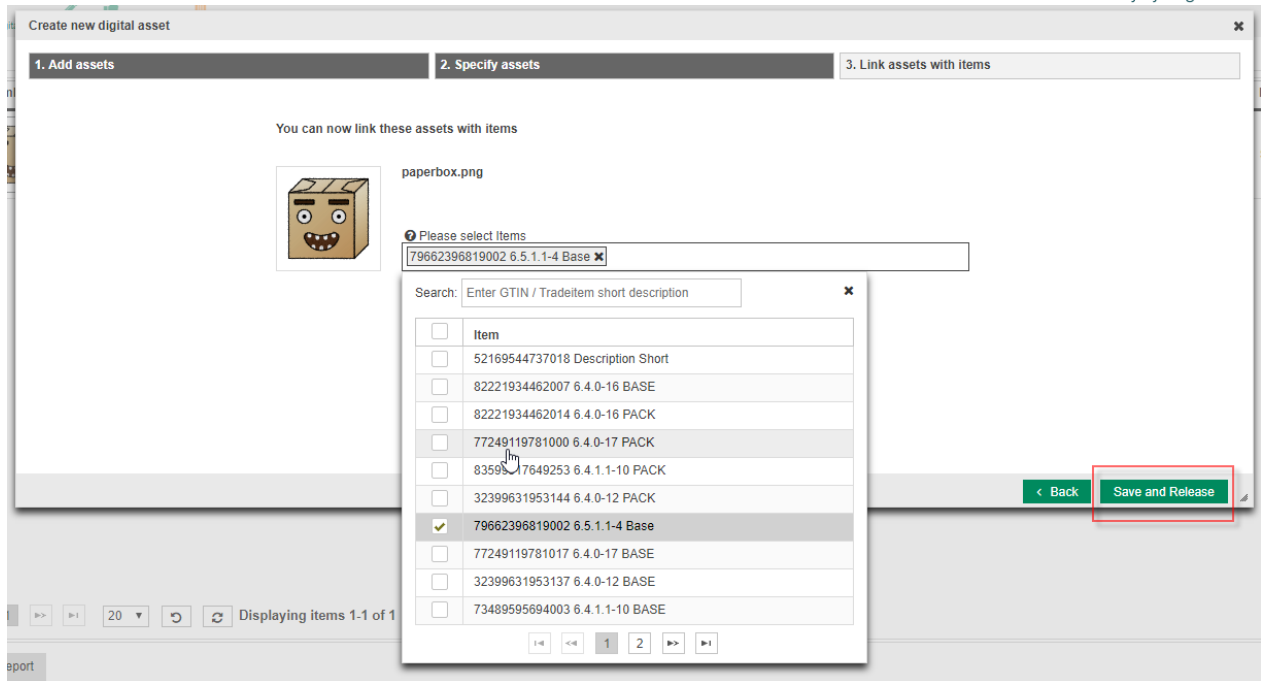 Create new digital asset
1. Add assets
2. Specify assets
3. Link assets with items
You can now link these assets with items
paperbox.png
Please select Items
79662396819002 6.5.1.1-4 Base
Search: Enter GTIN / Tradeitem short description
Item
52169544737018 Description Short
82221934462007 6.4.0-16 BASE
82221934462014 6.4.0-16 PACK
77249119781000 6.4.0-17 PACK
17649253 6.4.1.1-10 PACK
32399631953144 6.4.0-12 PACK
79662396819002 6.5.1.1-4 Base
77249119781017 6.4.0-17 BASE
32399631953137 6.4.0-12 BASE
73489595694003 6.4.1.1-10 BASE
1 2
< Back
Save and Release
20
Displaying items 1-1 of 1
eport